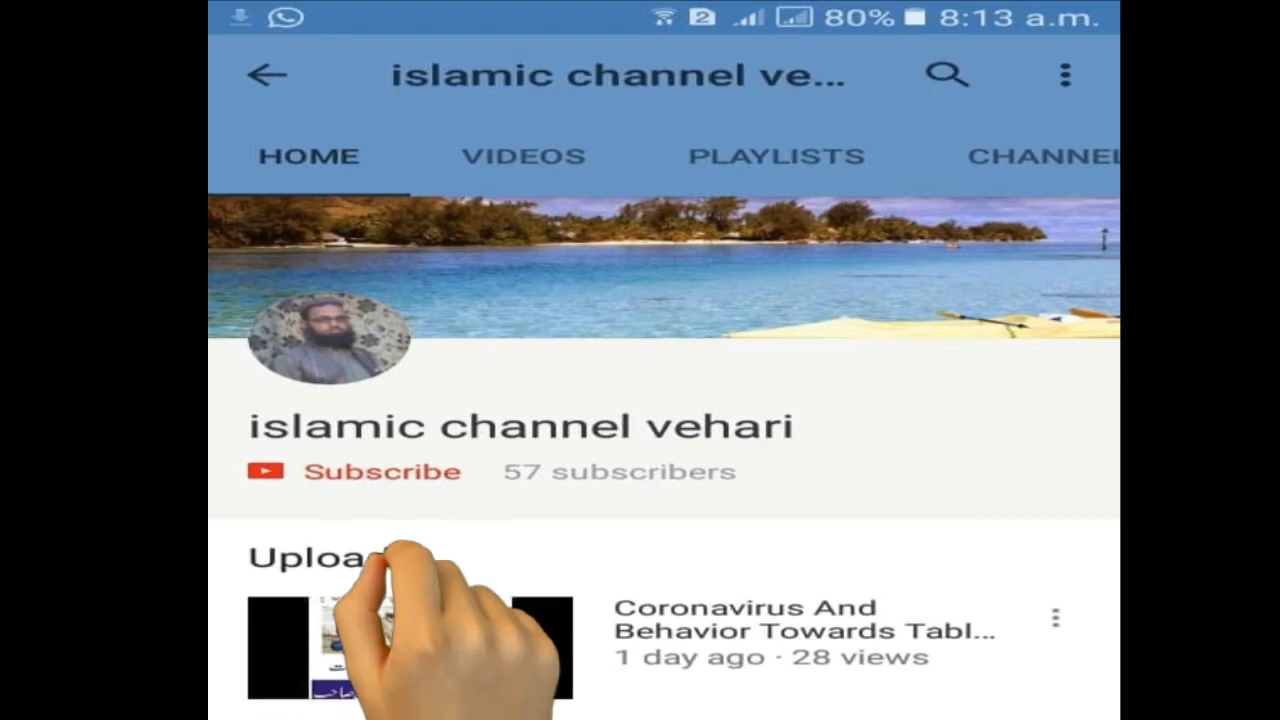 2 80% 8:13 a.m.
islamic channel ve...
HOME VIDEOS PLAYLISTS CHANNEL
islamic channel vehari
Subscribe 57 subscribers
Uploa
Coronavirus And
Behavior Towards Tabl...
1 day ago · 28 views